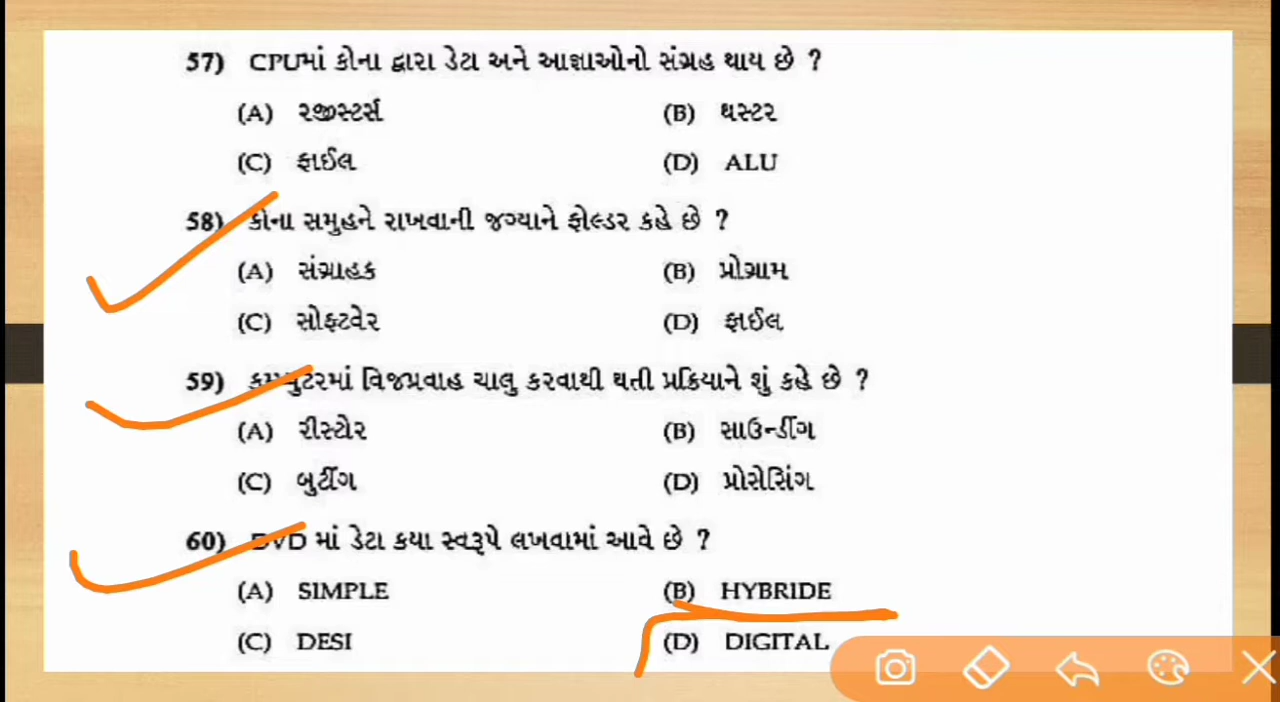 57) CPUમાં કોના દ્વારા ડેટા અને આજ્ઞાઓનો સંગ્રહ થાય છે ?
(A) રજીસ્ટર્સ (B) થસ્ટર
(C) ફાઈલ (D) ALU
58) કોના સમુહને રાખવાની જગ્યાને ફોલ્ડર કહે છે ?
(A) સંગ્રાહક (B) પ્રોગ્રામ
(C) સોફ્ટવેર (D) ફાઈલ
59) કમ્પ્યુટરમાં વિજપ્રવાહ ચાલુ કરવાથી થતી પ્રક્રિયાને શું કહે છે ?
(A) રીસ્ટોર (B) સાઉન્ડીંગ
(C) બુટીંગ (D) પ્રોસેસિંગ
60) DVD માં ડેટા કયા સ્વરૂપે લખવામાં આવે છે ?
(A) SIMPLE (B) HYBRIDE
(C) DESI (D) DIGITAL